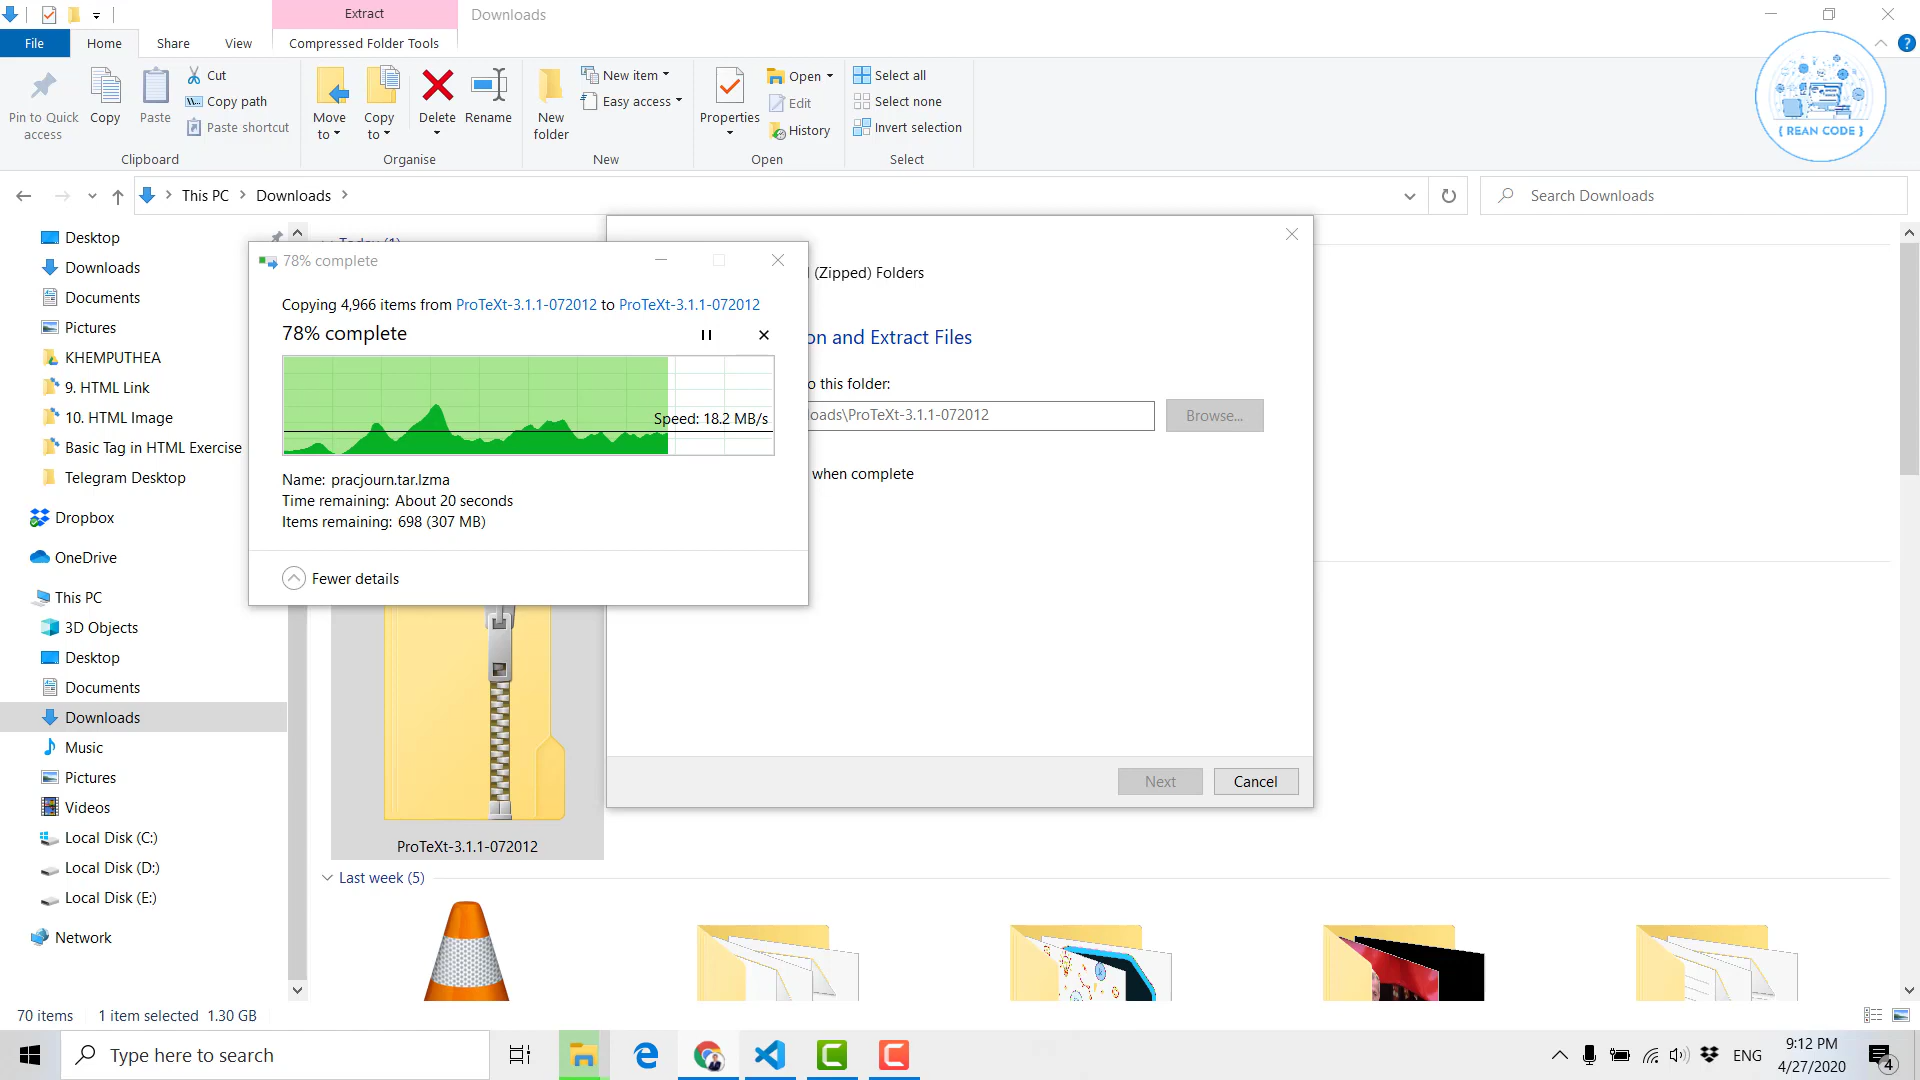 Extract
Downloads
File
Home
Share
View
Compressed Folder Tools
Pin to Quick access
Copy
Paste
Cut
Copy path
Paste shortcut
Clipboard
Move to
Copy to
Delete
Rename
Organise
New folder
New item
Easy access
New
Properties
Open
Edit
History
Open
Select all
Select none
Invert selection
Select
{ REAN CODE }
This PC
Downloads
Search Downloads
Desktop
Downloads
Documents
Pictures
KHEMPUTHEA
9. HTML Link
10. HTML Image
Basic Tag in HTML Exercise
Telegram Desktop
Dropbox
OneDrive
This PC
3D Objects
Desktop
Documents
Downloads
Music
Pictures
Videos
Local Disk (C:)
Local Disk (D:)
Local Disk (E:)
Network
78% complete
Copying 4,966 items from ProTeXt-3.1.1-072012 to ProTeXt-3.1.1-072012
78% complete
Speed: 18.2 MB/s
Name: pracjourn.tar.lzma
Time remaining: About 20 seconds
Items remaining: 698 (307 MB)
Fewer details
(Zipped) Folders
on and Extract Files
o this folder:
loads\ProTeXt-3.1.1-072012
Browse...
when complete
Next
Cancel
ProTeXt-3.1.1-072012
Last week (5)
70 items
1 item selected 1.30 GB
Type here to search
ENG
9:12 PM
4/27/2020
4